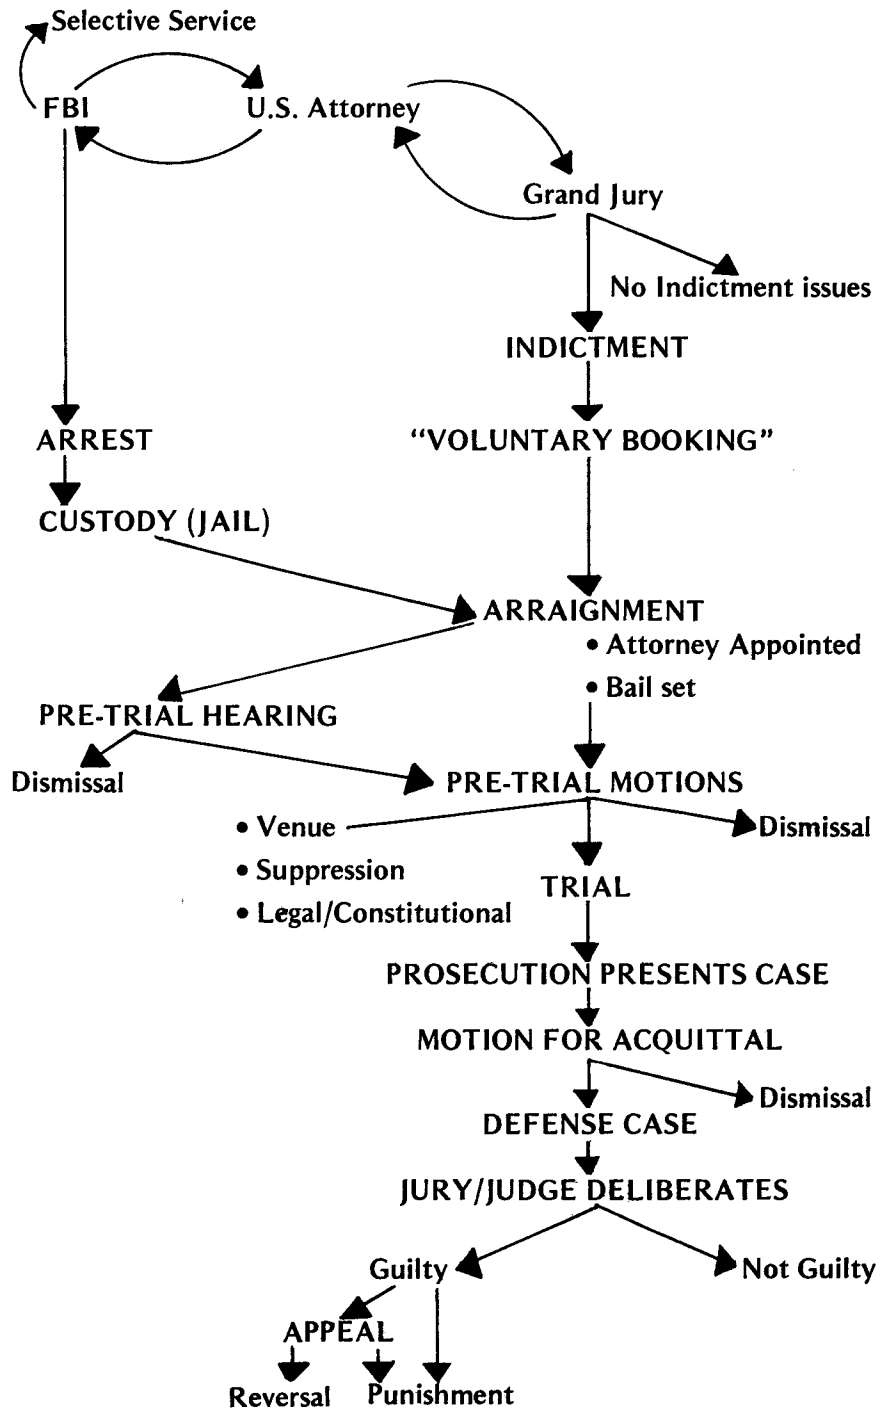 Selective Service
FBI
U.S. Attorney
Grand Jury
No Indictment issues
INDICTMENT
ARREST
“VOLUNTARY BOOKING”
CUSTODY (JAIL)
ARRAIGNMENT
• Attorney Appointed
• Bail set
PRE-TRIAL HEARING
Dismissal
PRE-TRIAL MOTIONS
• Venue
Dismissal
• Suppression
TRIAL
• Legal/Constitutional
PROSECUTION PRESENTS CASE
MOTION FOR ACQUITTAL
Dismissal
DEFENSE CASE
JURY/JUDGE DELIBERATES
Guilty
Not Guilty
APPEAL
Reversal
Punishment